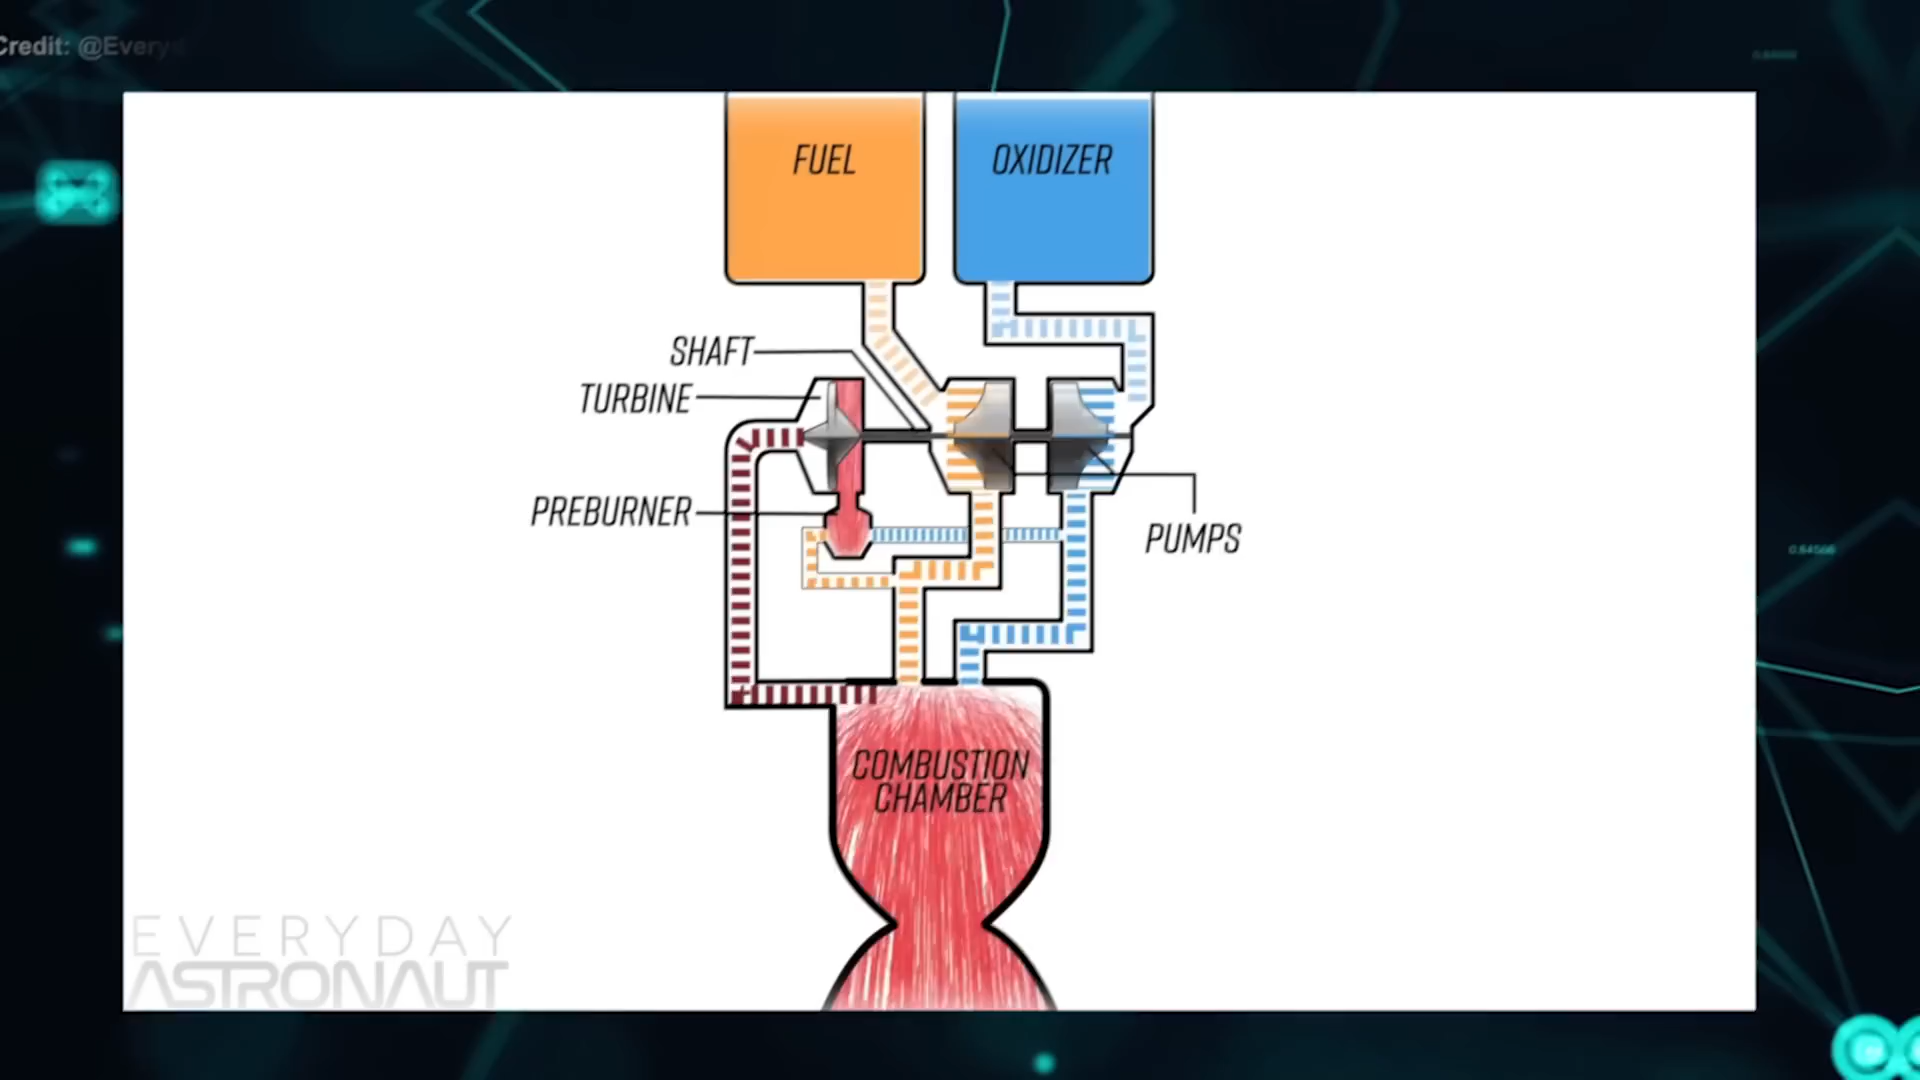 Credit: @Every
FUEL
OXIDIZER
SHAFT
TURBINE
PREBURNER
PUMPS
COMBUSTION
CHAMBER
EVERYDAY
ASTRONAUT